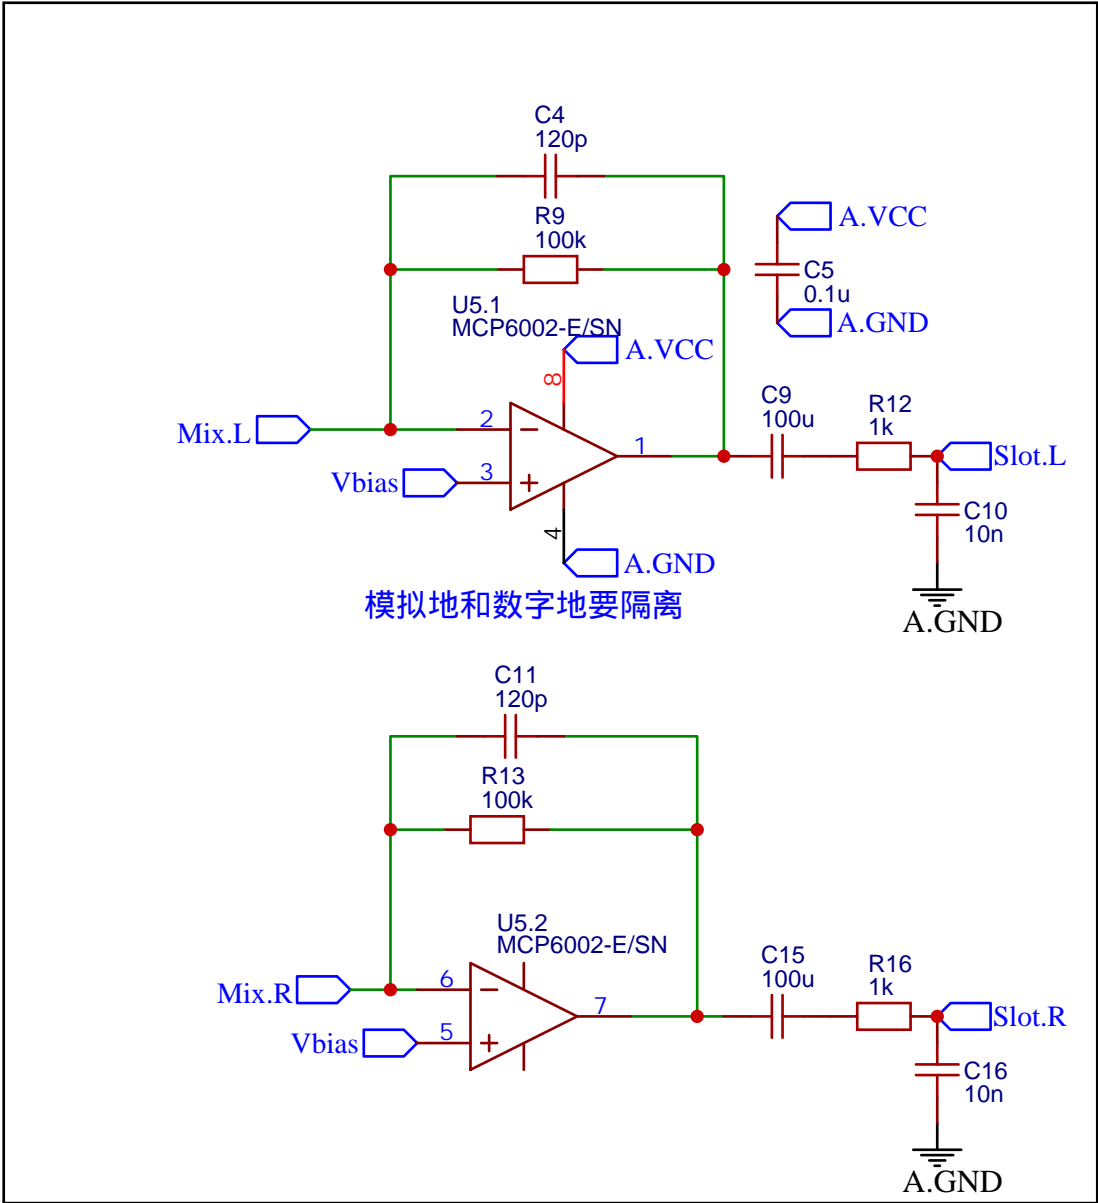 C4
120p
R9
100k
A.VCC
C5
0.1u
A.GND
U5.1
MCP6002-E/SN
A.VCC
8
Mix.L
2
Vbias
3
1
4
A.GND
C9
100u
R12
1k
Slot.L
C10
10n
A.GND
模拟地和数字地要隔离
C11
120p
R13
100k
U5.2
MCP6002-E/SN
Mix.R
6
Vbias
5
7
C15
100u
R16
1k
Slot.R
C16
10n
A.GND